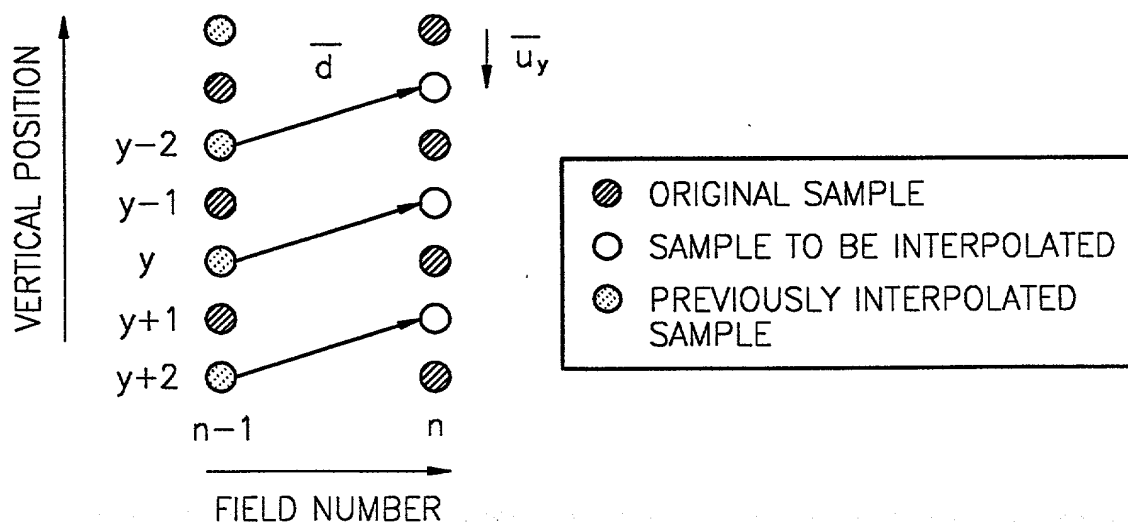 VERTICAL POSITION
d
u_y
y-2
y-1
y
y+1
y+2
n-1
n
FIELD NUMBER
ORIGINAL SAMPLE
SAMPLE TO BE INTERPOLATED
PREVIOUSLY INTERPOLATED
SAMPLE